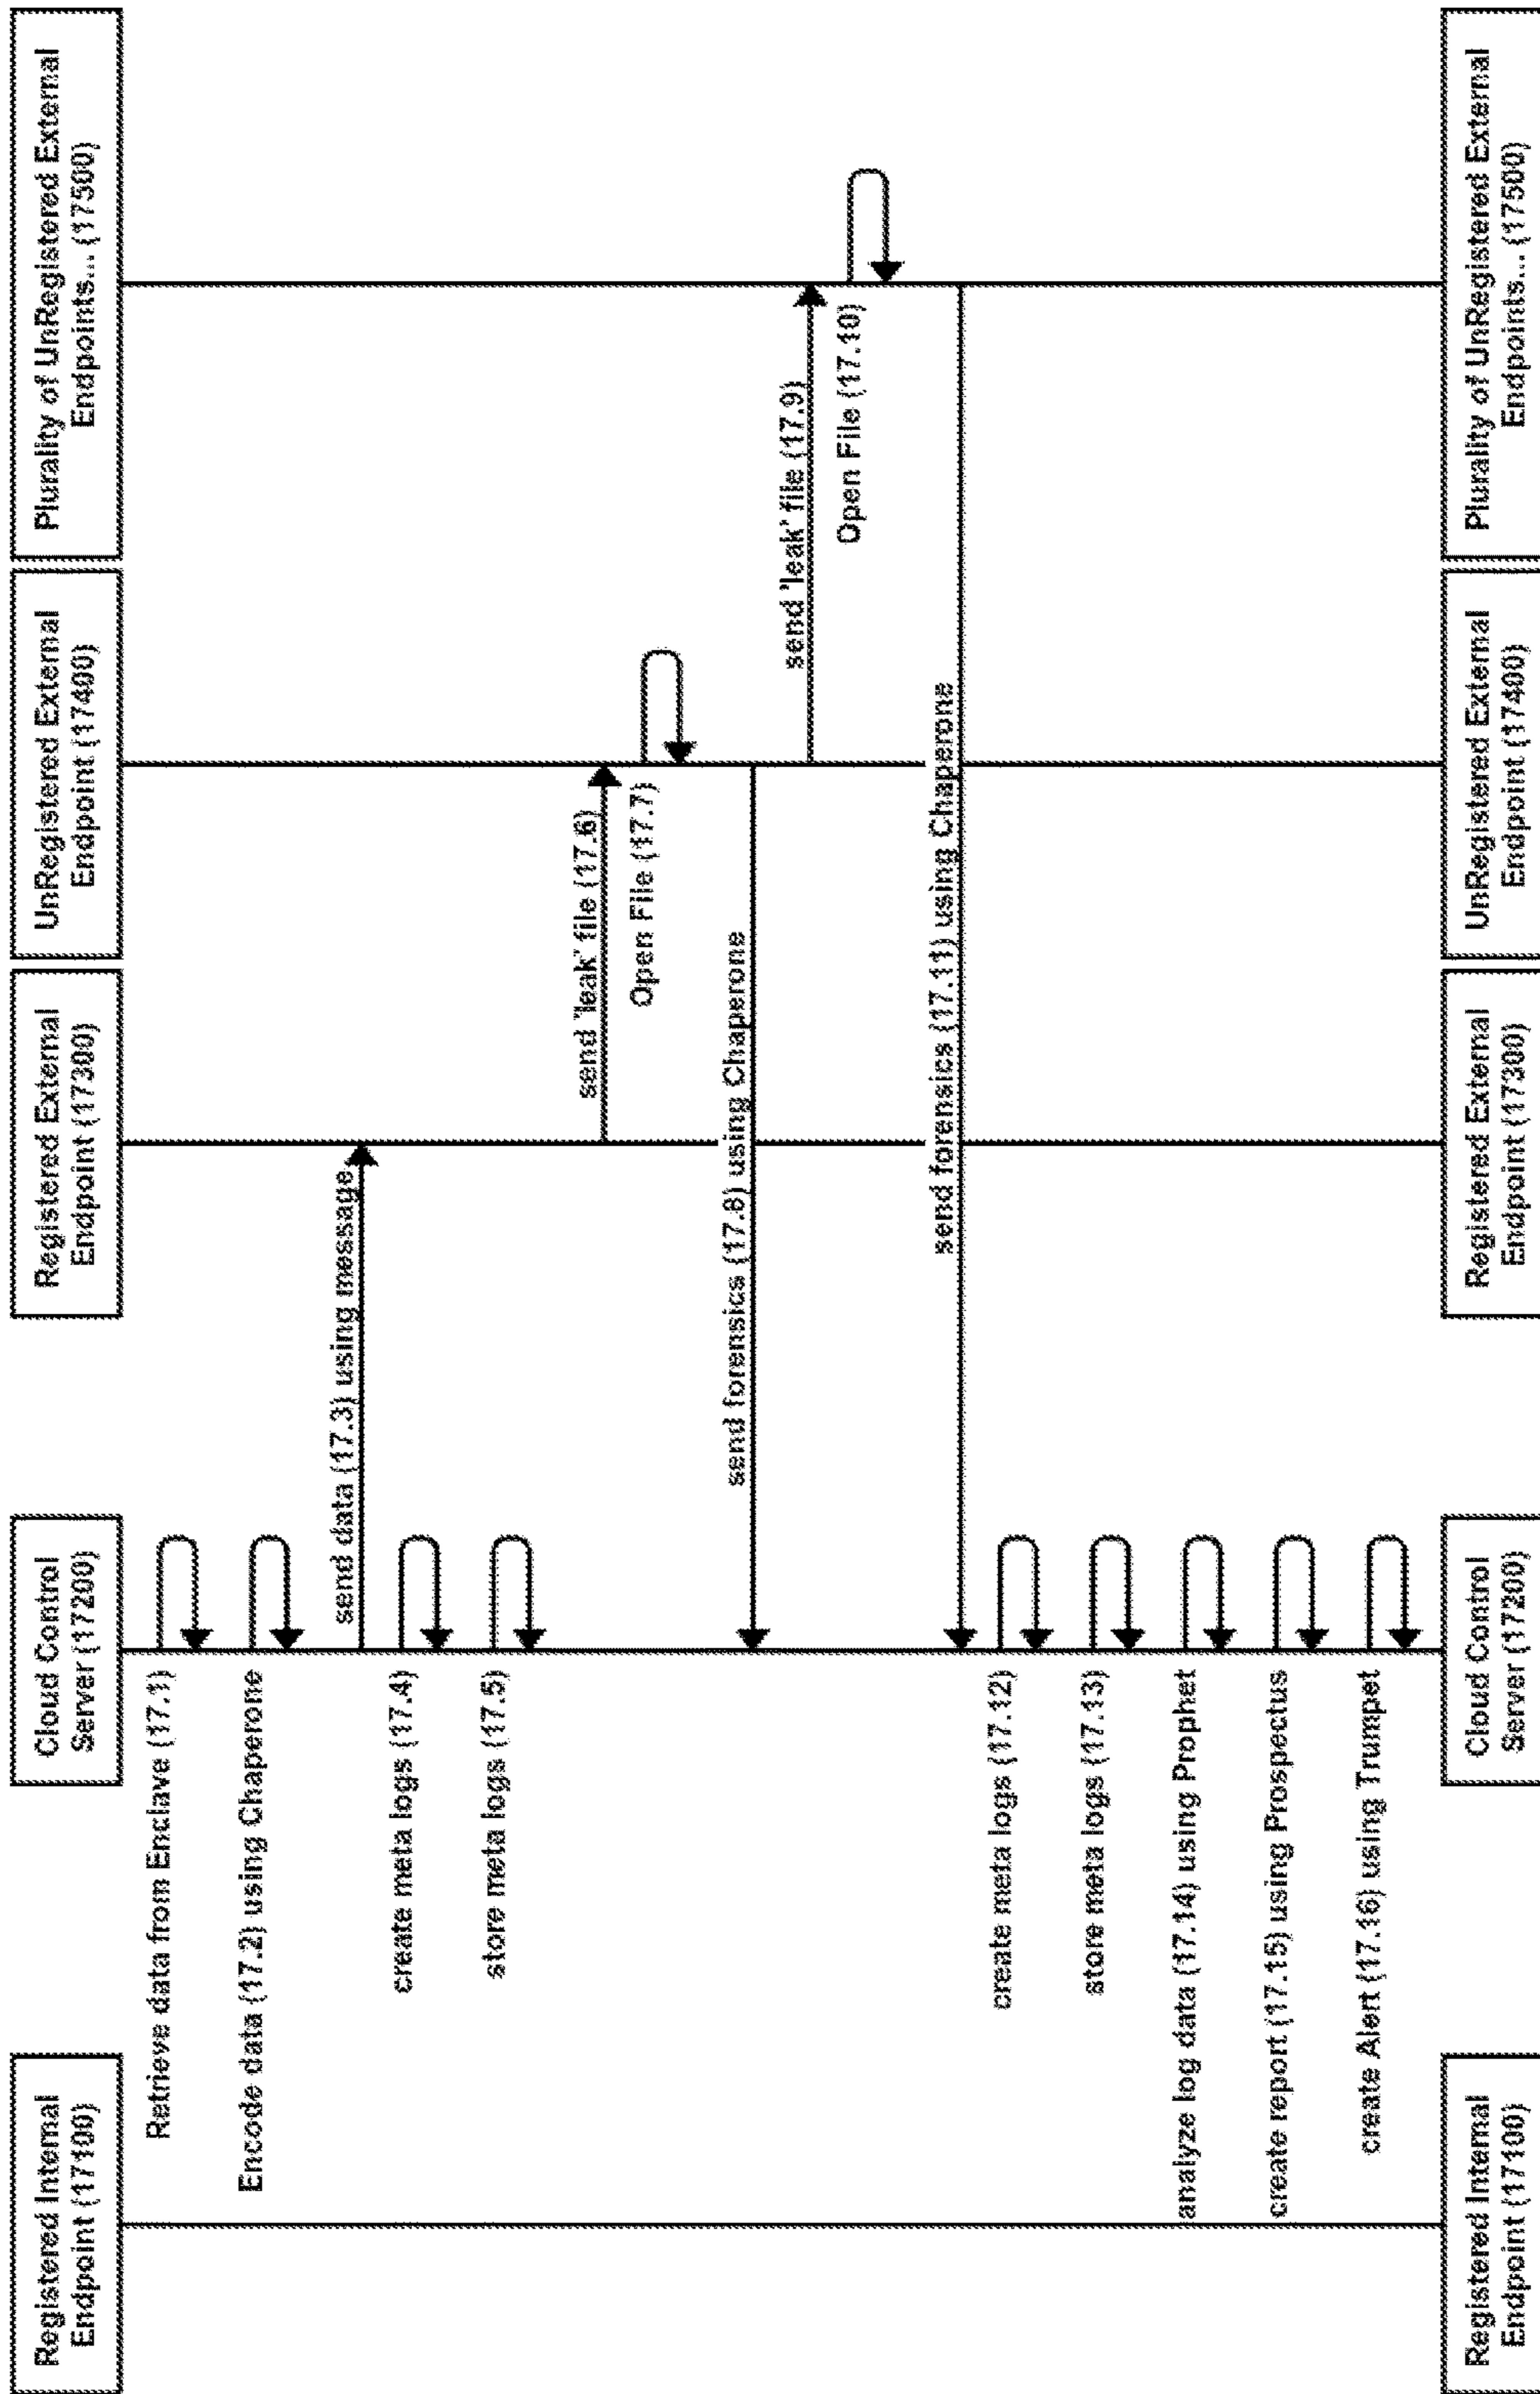 Registered Internal
Endpoint (17100)
Cloud Control
Server (17200)
Registered External
Endpoint (17300)
UnRegistered External
Endpoint (17400)
Plurality of UnRegistered External
Endpoints... (17500)
Retrieve data from Enclave (17.1)
Encode data (17.2) using Chaperone
send data (17.3) using message
create meta logs (17.4)
store meta logs (17.5)
send 'leak' file (17.6)
Open File (17.7)
send forensics (17.8) using Chaperone
send 'leak' file (17.9)
Open File (17.10)
send forensics (17.11) using Chaperone
create meta logs (17.12)
store meta logs (17.13)
analyze log data (17.14) using Prophet
create report (17.15) using Prospectus
create Alert (17.16) using Trumpet
Registered Internal
Endpoint (17100)
Cloud Control
Server (17200)
Registered External
Endpoint (17300)
UnRegistered External
Endpoint (17400)
Plurality of UnRegistered External
Endpoints... (17500)